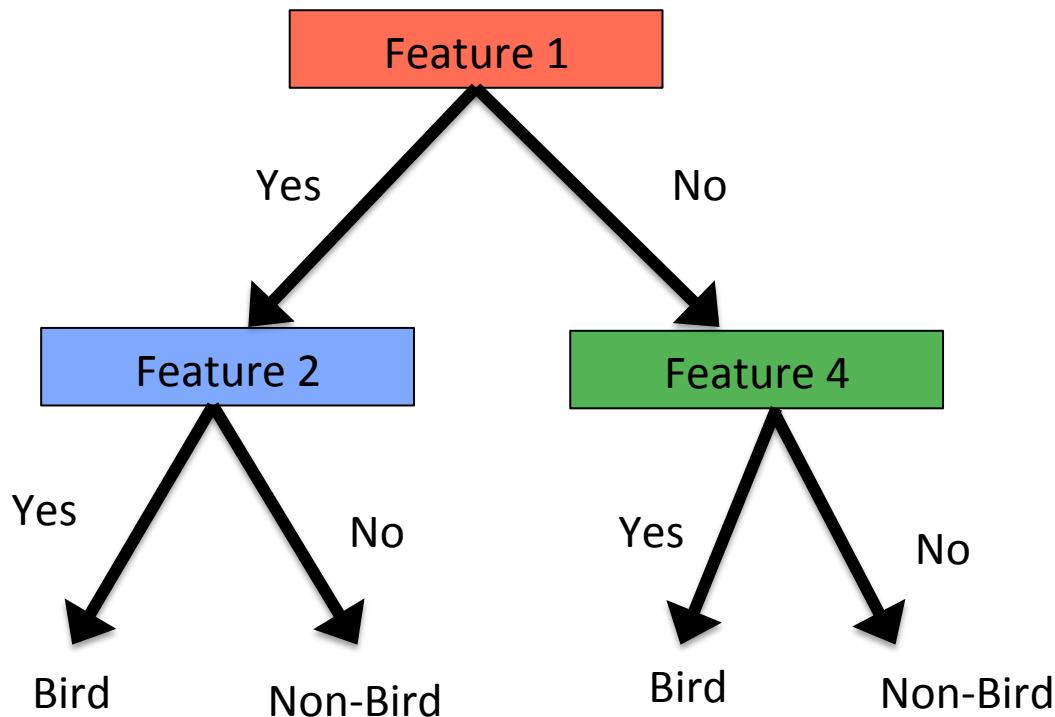 Feature 1
Yes
No
Feature 2
Feature 4
Yes
No
Yes
No
Bird
Non-Bird
Bird
Non-Bird